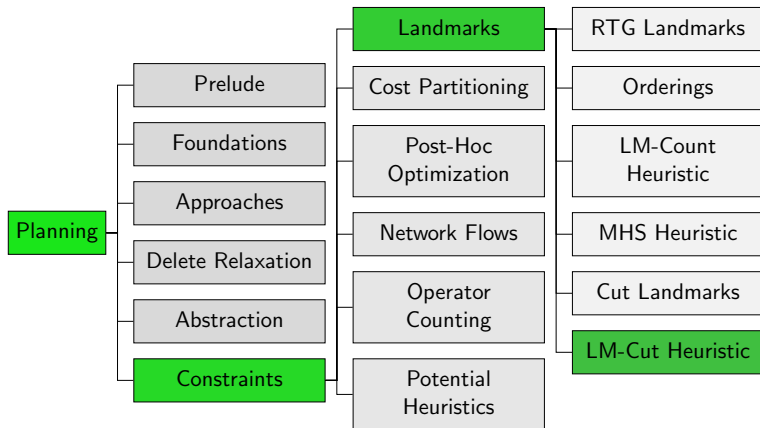 Planning
Prelude
Foundations
Approaches
Delete Relaxation
Abstraction
Constraints
Landmarks
Cost Partitioning
Post-Hoc
Optimization
Network Flows
Operator
Counting
Potential
Heuristics
RTG Landmarks
Orderings
LM-Count
Heuristic
MHS Heuristic
Cut Landmarks
LM-Cut Heuristic